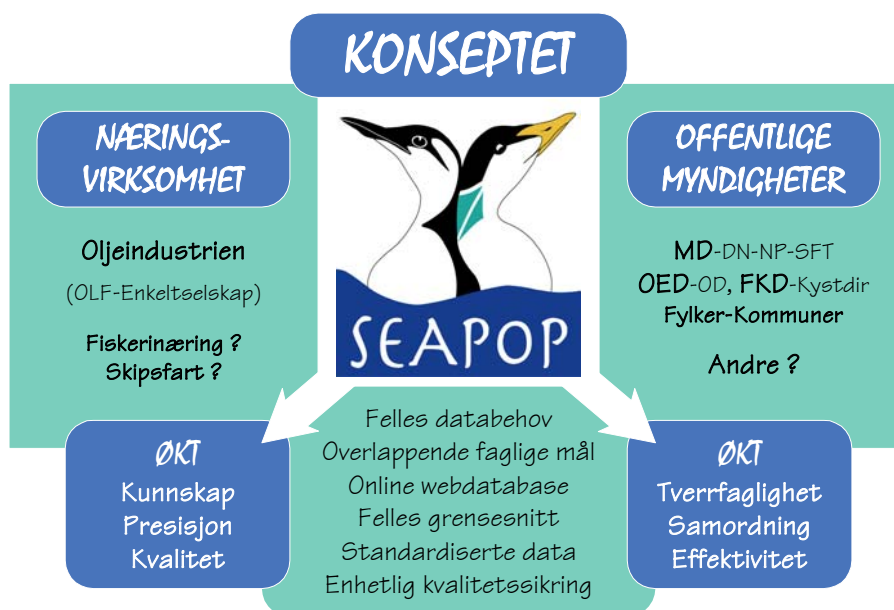 KONSEPTET
NÆRINGS-
VIRKSOMHET
Oljeindustrien
(OLF-Enkeltselskap)
Fiskerinæring ?
Skipsfart ?
SEAPOP
OFFENTLIGE
MYNDIGHETER
MD-DN-NP-SFT
OED-OD, FKD-Kystdir
Fylker-Kommuner
Andre ?
ØKT
Kunnskap
Presisjon
Kvalitet
Felles databehov
Overlappende faglige mål
Online webdatabase
Felles grensesnitt
Standardiserte data
Enhetlig kvalitetssikring
ØKT
Tverrfaglighet
Samordning
Effektivitet